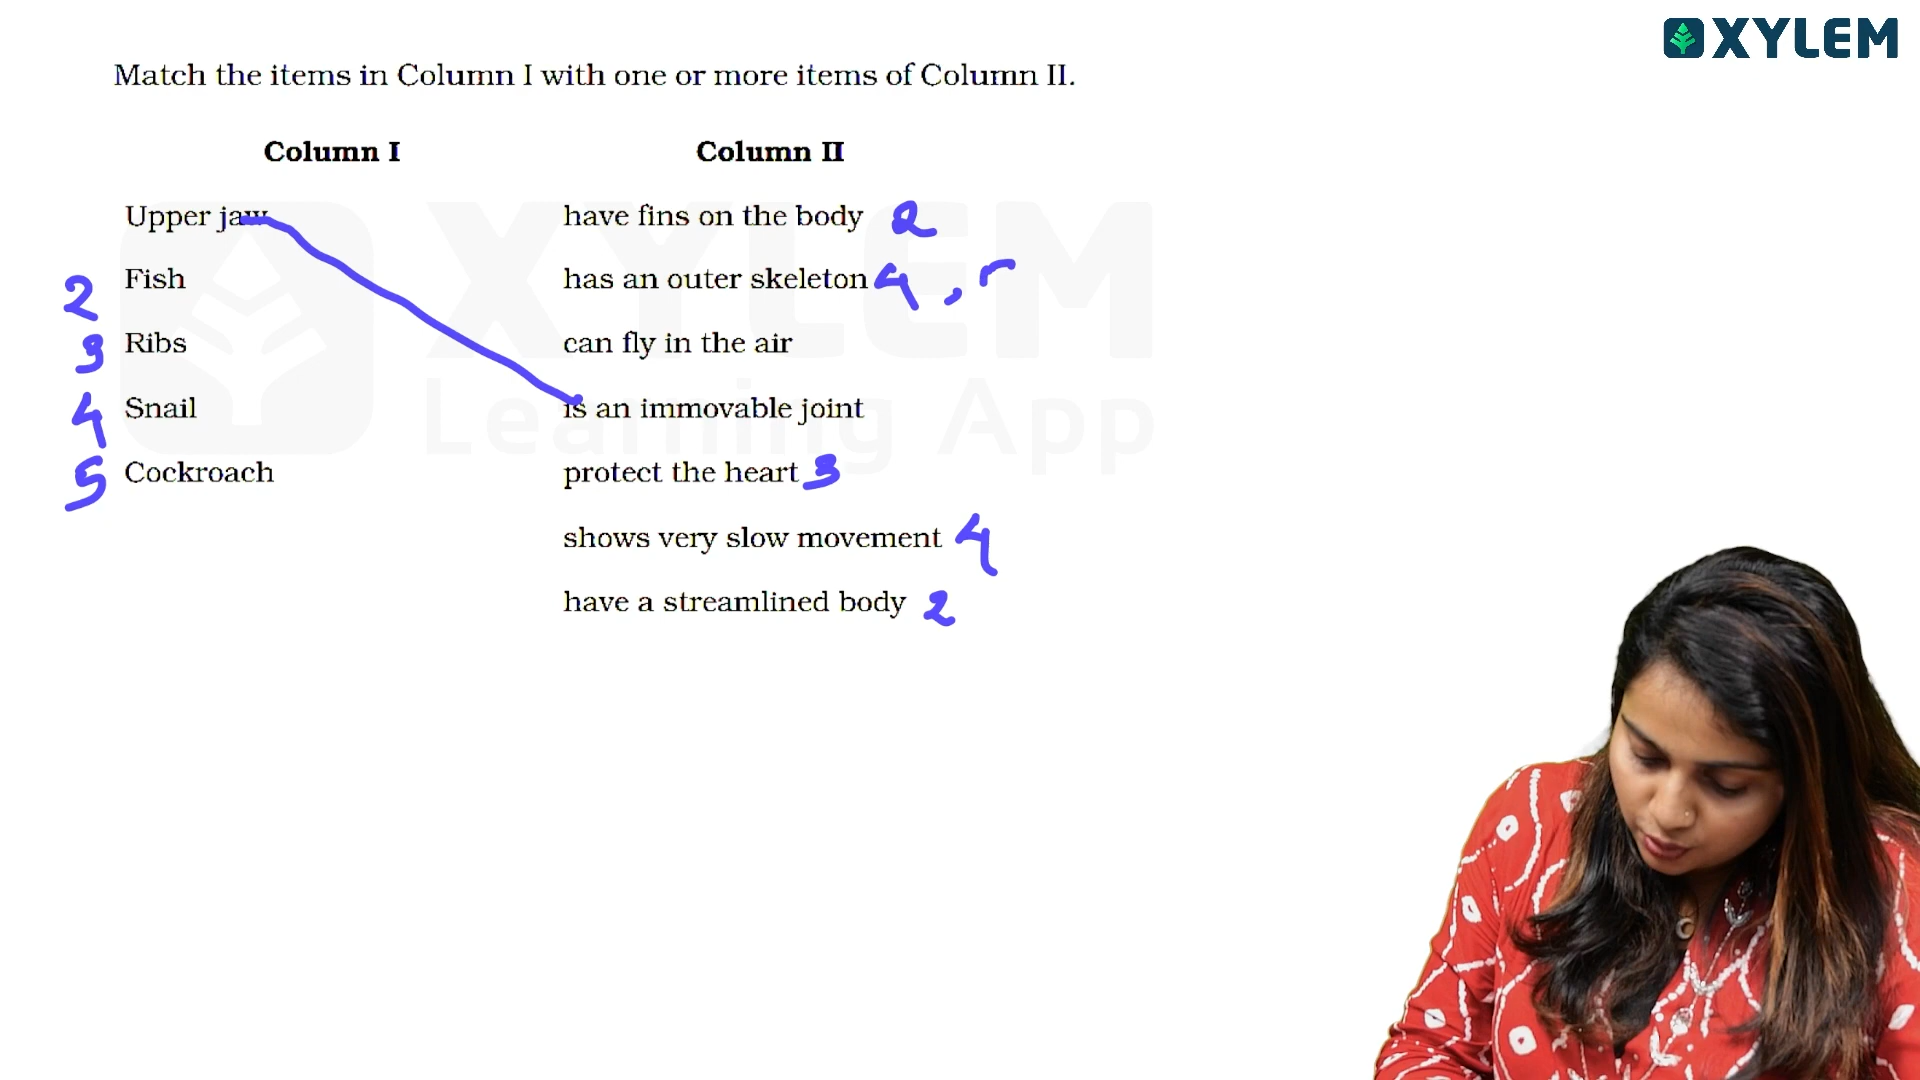 XYLEM
Match the items in Column I with one or more items of Column II.
Column I Column II
Upper jaw have fins on the body 2
2 Fish has an outer skeleton 4,
3 Ribs can fly in the air
4 Snail is an immovable joint
5 Cockroach protect the heart 3
shows very slow movement 4
have a streamlined body 2
XYLEM
Learning App